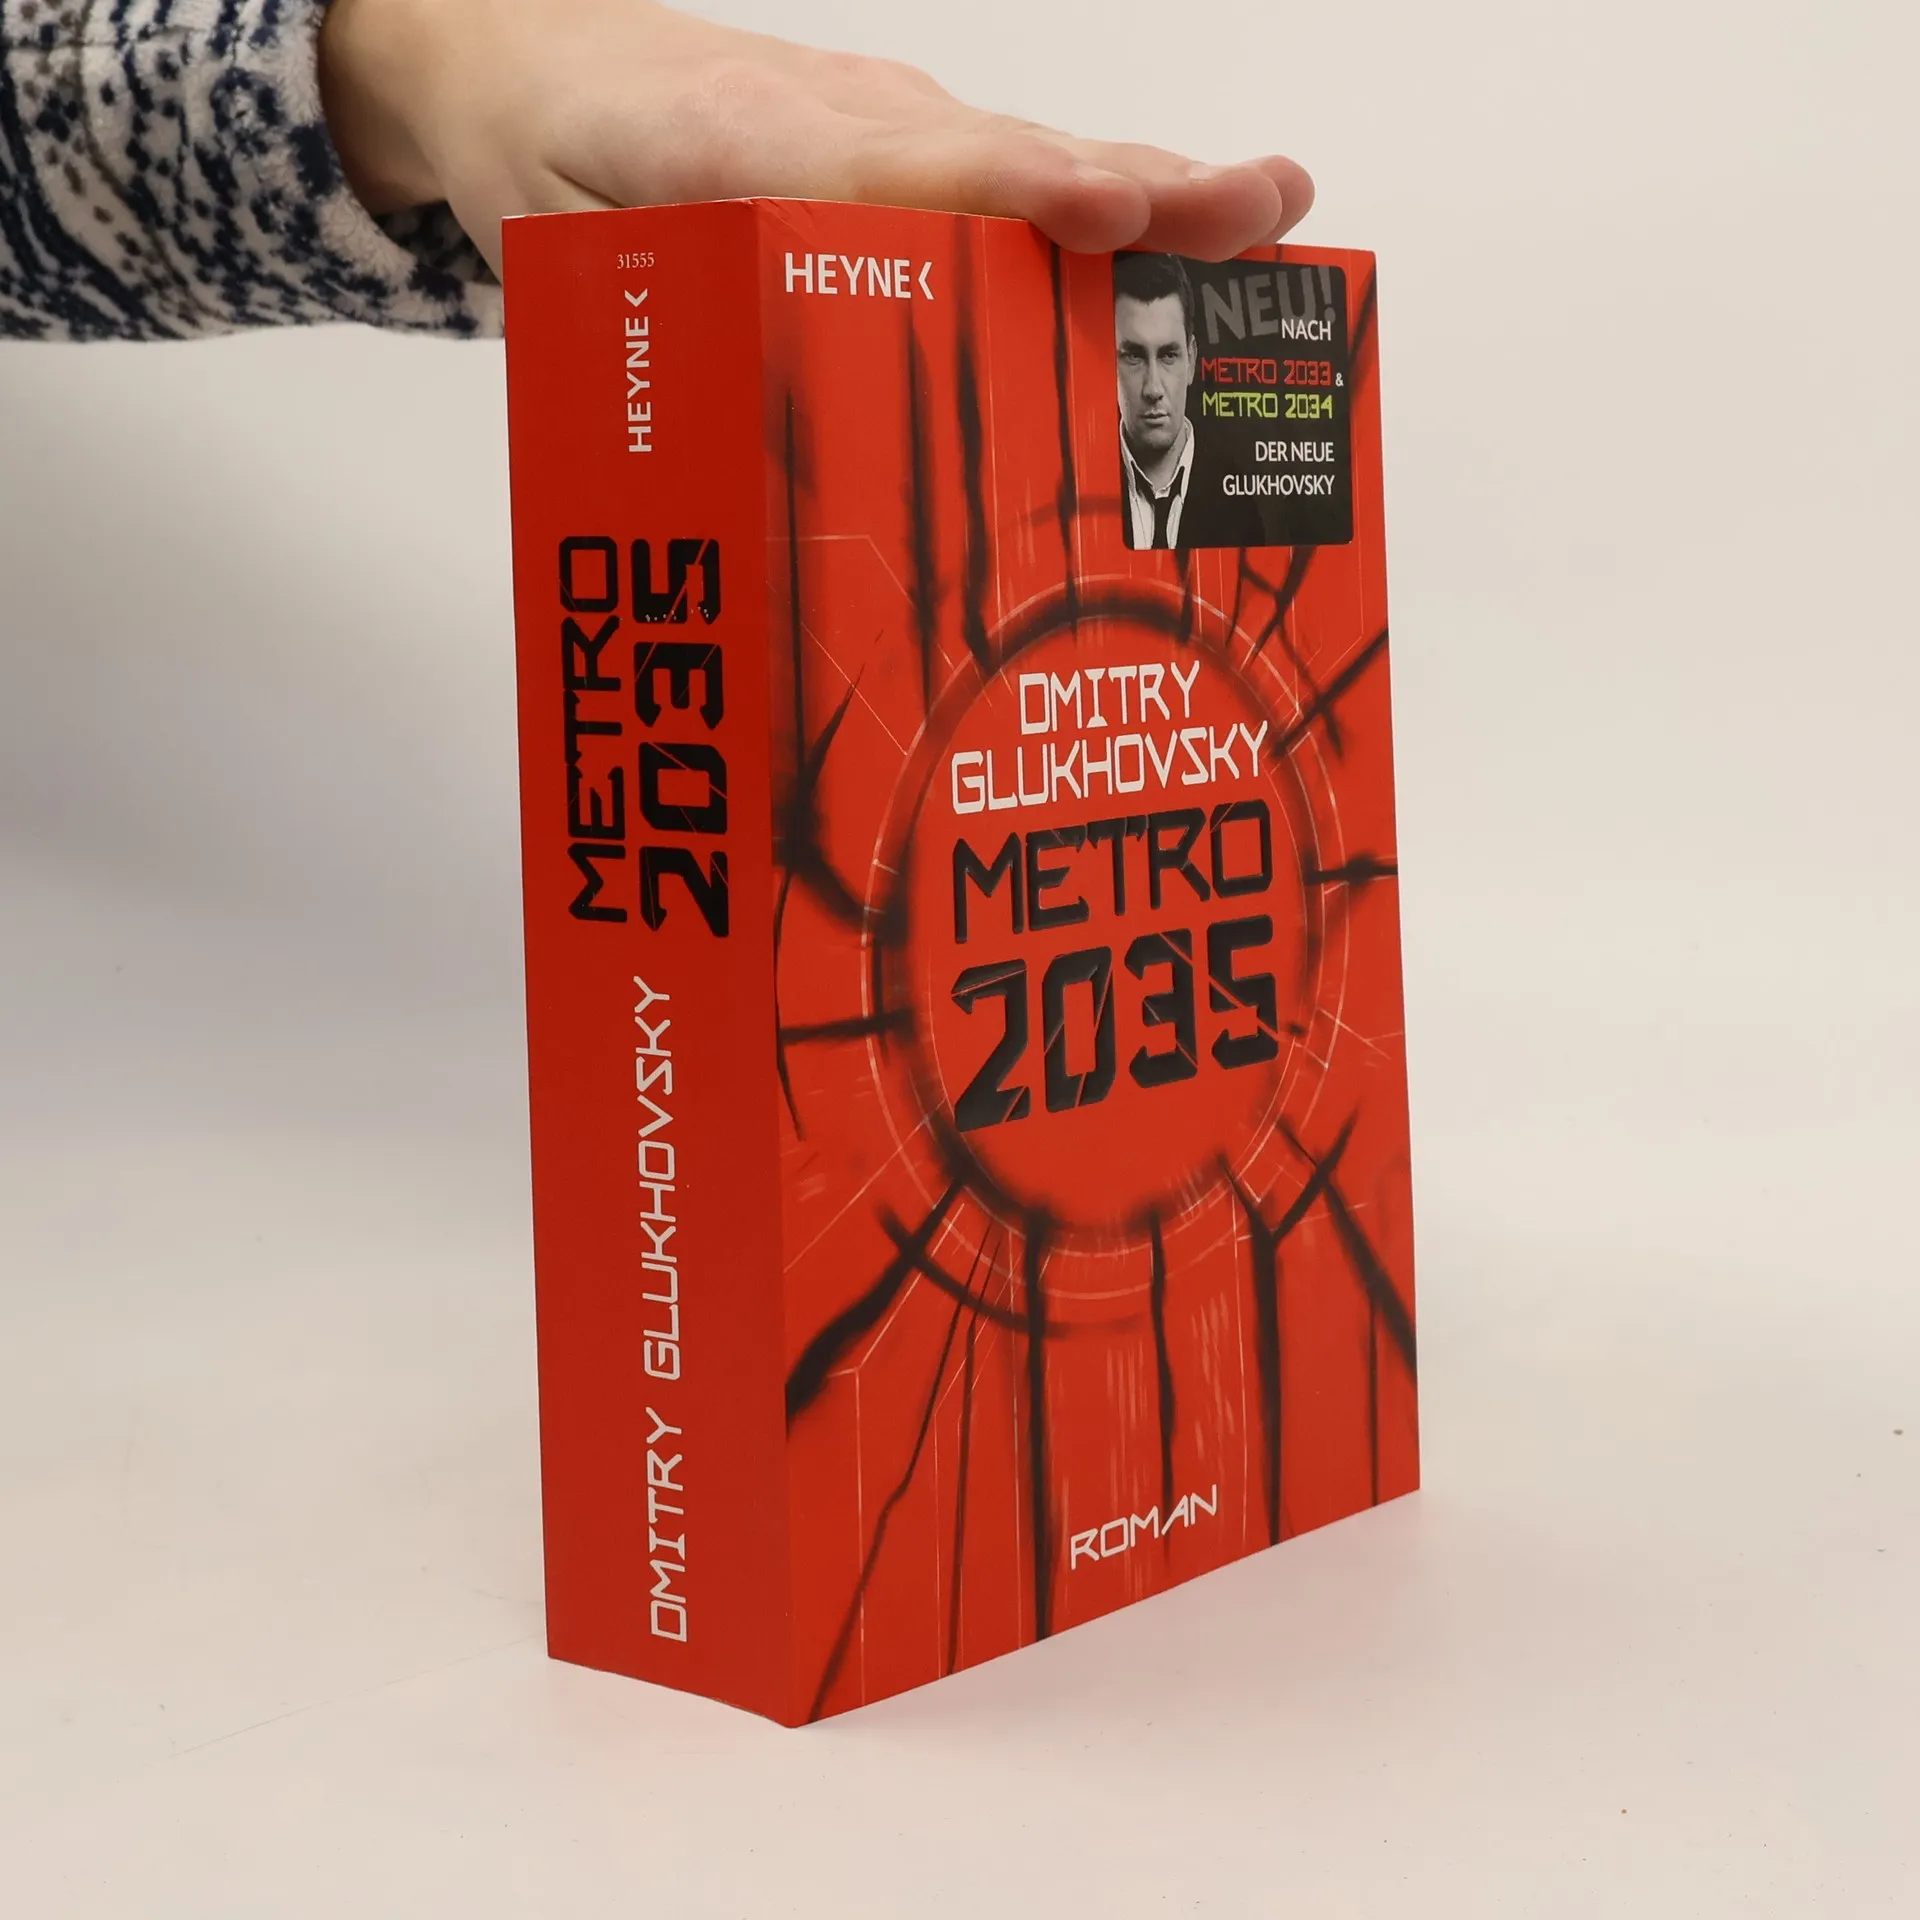 31555
HEYNE <
METRO
2035
DMITRY GLUKHOVSKY
HEYNE <
NEU!
NACH
METRO 2033 &
METRO 2034
DER NEUE
GLUKHOVSKY
DMITRY
GLUKHOVSKY
METRO
2035
ROMAN